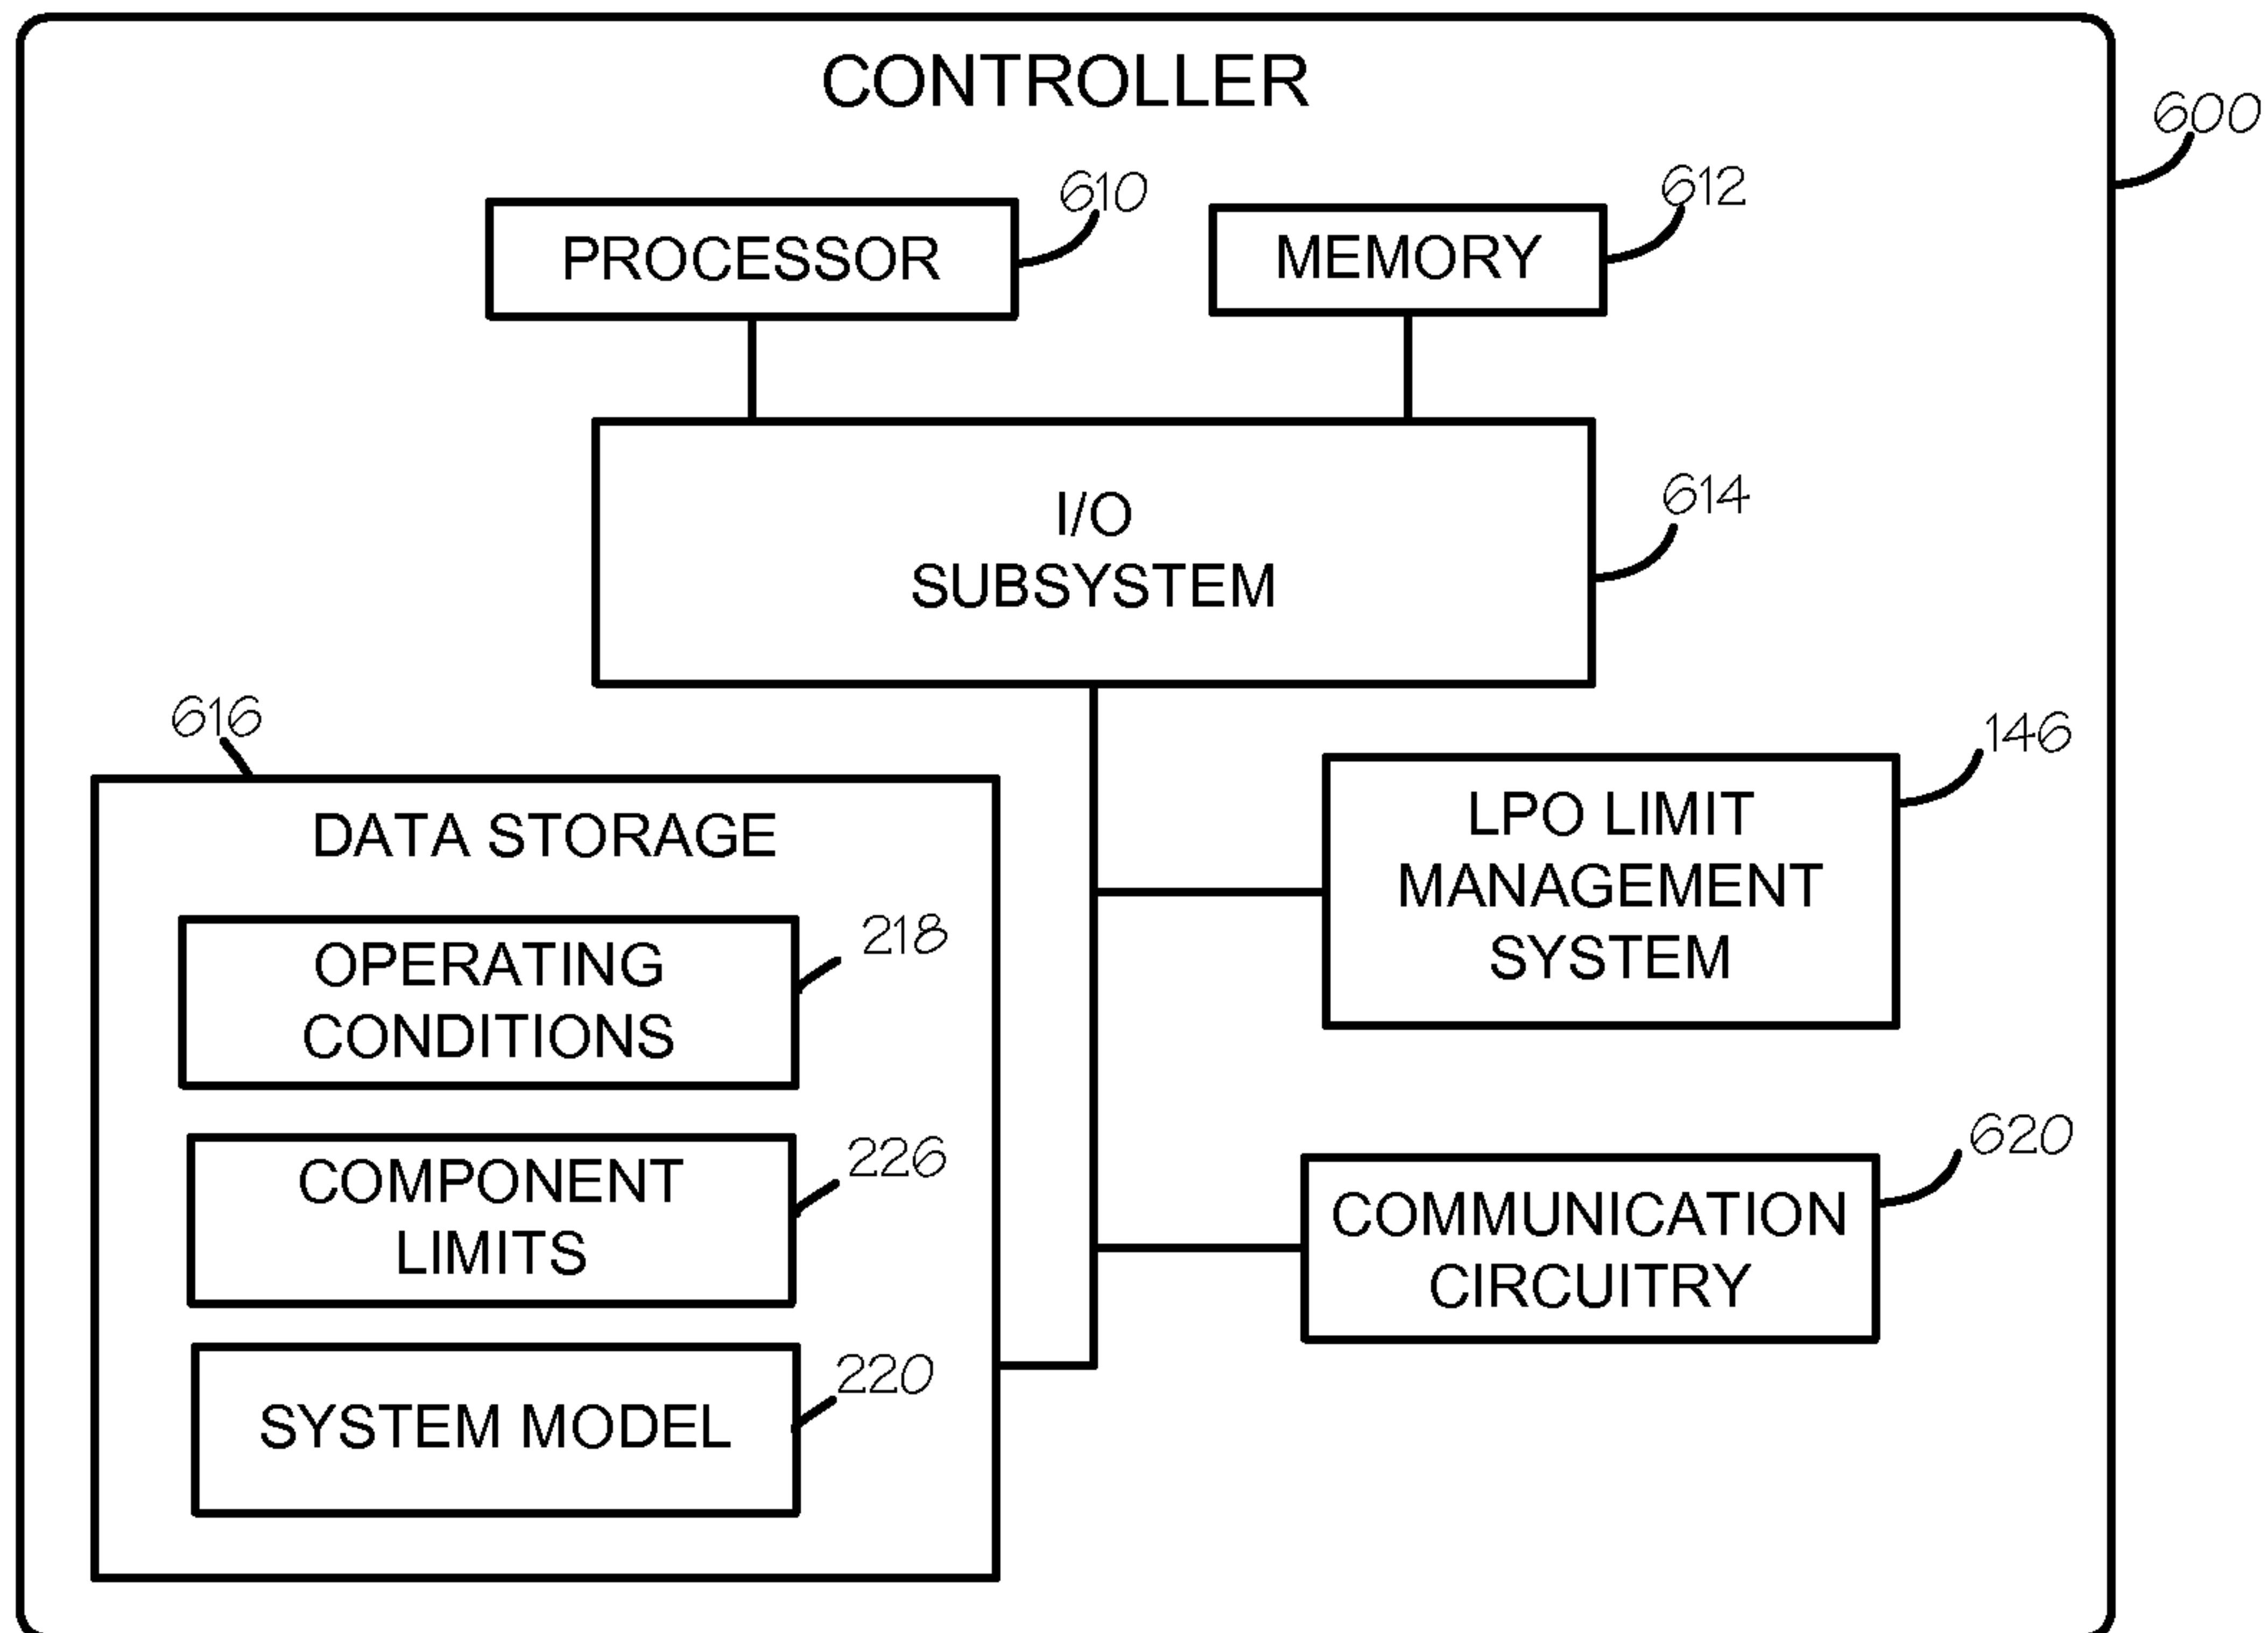 CONTROLLER
600
610
612
PROCESSOR
MEMORY
I/O
SUBSYSTEM
614
616
146
DATA STORAGE
LPO LIMIT
MANAGEMENT
SYSTEM
OPERATING
CONDITIONS
218
COMPONENT
LIMITS
226
620
COMMUNICATION
CIRCUITRY
SYSTEM MODEL
220